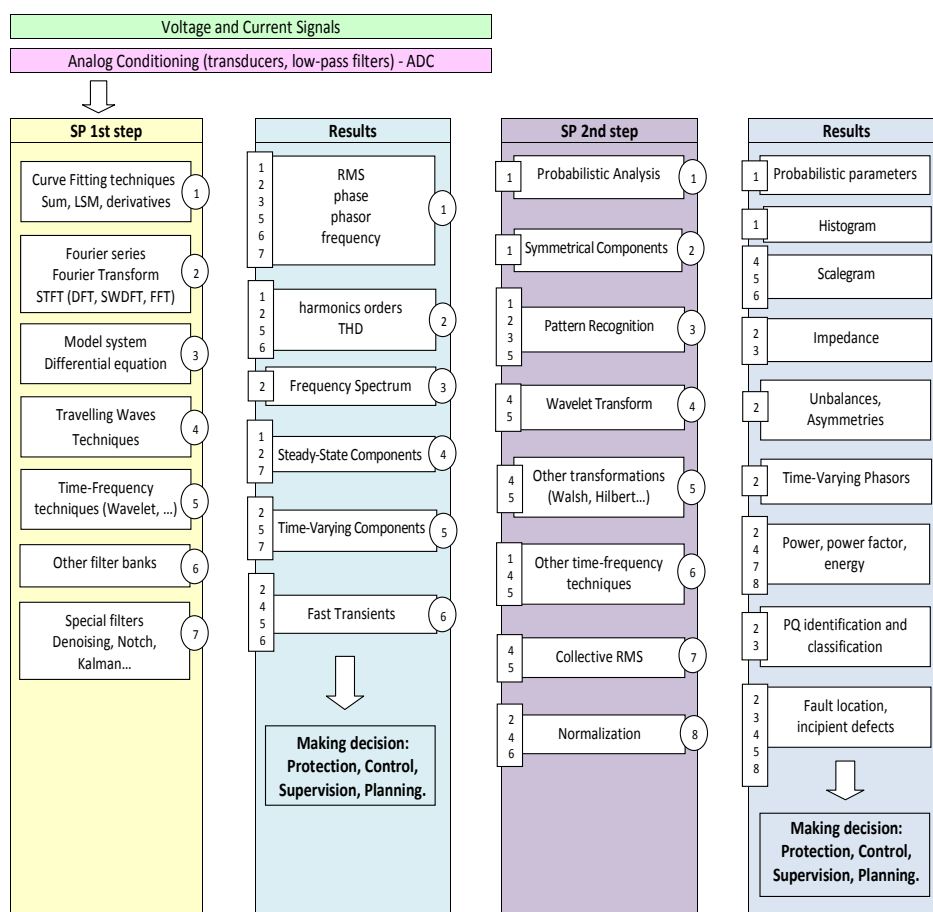 Voltage and Current Signals
Analog Conditioning (transducers, low-pass filters) - ADC
SP 1st step
Curve Fitting techniques
Sum, LSM, derivatives
1
Fourier series
Fourier Transform
STFT (DFT, SWDFT, FFT)
2
Model system
Differential equation
3
Travelling Waves
Techniques
4
Time-Frequency
techniques (Wavelet, ...)
5
Other filter banks
6
Special filters
Denoising, Notch,
Kalman...
7
Results
1
2
3
5
6
7
RMS
phase
phasor
frequency
1
1
2
5
6
harmonics orders
THD
2
2
Frequency Spectrum
3
1
2
7
Steady-State Components
4
2
5
7
Time-Varying Components
5
2
4
5
6
Fast Transients
6
Making decision:
Protection, Control,
Supervision, Planning.
SP 2nd step
1
Probabilistic Analysis
1
1
Symmetrical Components
2
1
2
3
5
Pattern Recognition
3
4
5
Wavelet Transform
4
4
5
Other transformations
(Walsh, Hilbert...)
5
1
4
5
Other time-frequency
techniques
6
4
5
Collective RMS
7
2
4
6
Normalization
8
Results
1
Probabilistic parameters
1
Histogram
4
5
6
Scalegram
2
3
Impedance
2
Unbalances,
Asymmetries
2
Time-Varying Phasors
2
4
7
8
Power, power factor,
energy
2
3
PQ identification and
classification
2
3
4
5
8
Fault location,
incipient defects
Making decision:
Protection, Control,
Supervision, Planning.